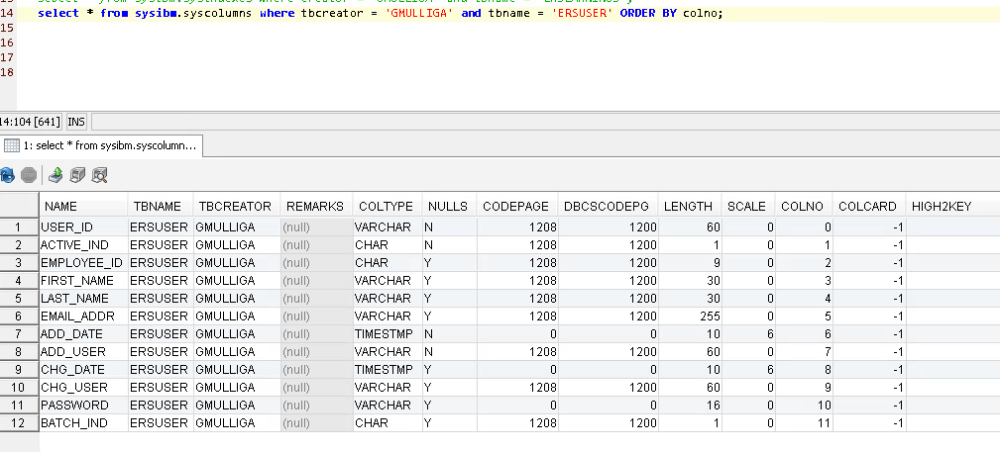 14 select * from sysibm.syscolumns where tbcreator = 'GMULLIGA' and tbname = 'ERSUSER' ORDER BY colno;
15
16
17
18
14:104 [641] INS
1: select * from sysibm.syscolumn...
NAME TBNAME TBCREATOR REMARKS COLTYPE NULLS CODEPAGE DBCSCODEPG LENGTH SCALE COLNO COLCARD HIGH2KEY
1 USER_ID ERSUSER GMULLIGA (null) VARCHAR N 1208 1200 60 0 0 -1
2 ACTIVE_IND ERSUSER GMULLIGA (null) CHAR N 1208 1200 1 0 1 -1
3 EMPLOYEE_ID ERSUSER GMULLIGA (null) CHAR Y 1208 1200 9 0 2 -1
4 FIRST_NAME ERSUSER GMULLIGA (null) VARCHAR Y 1208 1200 30 0 3 -1
5 LAST_NAME ERSUSER GMULLIGA (null) VARCHAR Y 1208 1200 30 0 4 -1
6 EMAIL_ADDR ERSUSER GMULLIGA (null) VARCHAR Y 1208 1200 255 0 5 -1
7 ADD_DATE ERSUSER GMULLIGA (null) TIMESTMP N 0 0 10 6 6 -1
8 ADD_USER ERSUSER GMULLIGA (null) VARCHAR N 1208 1200 60 0 7 -1
9 CHG_DATE ERSUSER GMULLIGA (null) TIMESTMP Y 0 0 10 6 8 -1
10 CHG_USER ERSUSER GMULLIGA (null) VARCHAR Y 1208 1200 60 0 9 -1
11 PASSWORD ERSUSER GMULLIGA (null) VARCHAR Y 0 0 16 0 10 -1
12 BATCH_IND ERSUSER GMULLIGA (null) CHAR Y 1208 1200 1 0 11 -1